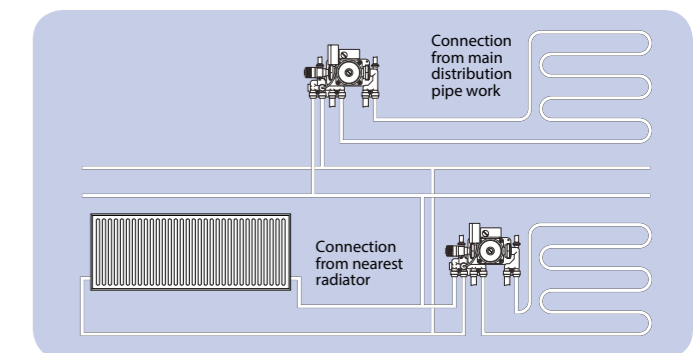 Connection
from main
distribution
pipe work
Connection
from nearest
radiator